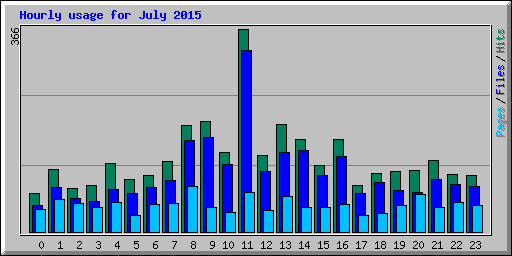 Hourly usage for July 2015
366
Pages / Files / Hits
0 1 2 3 4 5 6 7 8 9 10 11 12 13 14 15 16 17 18 19 20 21 22 23